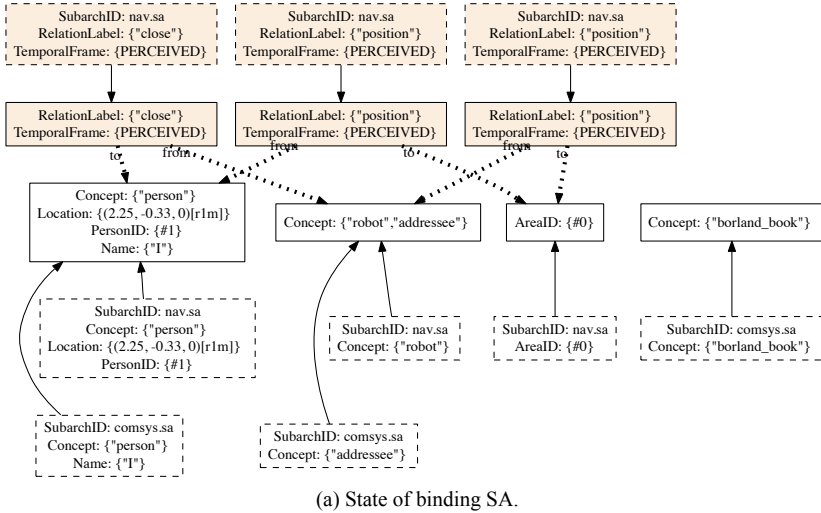 SubarchID: nav.sa
RelationLabel: {"close"}
TemporalFrame: {PERCEIVED}
SubarchID: nav.sa
RelationLabel: {"position"}
TemporalFrame: {PERCEIVED}
SubarchID: nav.sa
RelationLabel: {"position"}
TemporalFrame: {PERCEIVED}
RelationLabel: {"close"}
TemporalFrame: {PERCEIVED}
RelationLabel: {"position"}
TemporalFrame: {PERCEIVED}
RelationLabel: {"position"}
TemporalFrame: {PERCEIVED}
to
from
from
to
from
to
Concept: {"person"}
Location: {(2.25, -0.33, 0)[r1m]}
PersonID: {#1}
Name: {"I"}
Concept: {"robot","addressee"}
AreaID: {#0}
Concept: {"borland_book"}
SubarchID: nav.sa
Concept: {"person"}
Location: {(2.25, -0.33, 0)[r1m]}
PersonID: {#1}
SubarchID: nav.sa
Concept: {"robot"}
SubarchID: nav.sa
AreaID: {#0}
SubarchID: comsys.sa
Concept: {"borland_book"}
SubarchID: comsys.sa
Concept: {"person"}
Name: {"I"}
SubarchID: comsys.sa
Concept: {"addressee"}
(a) State of binding SA.